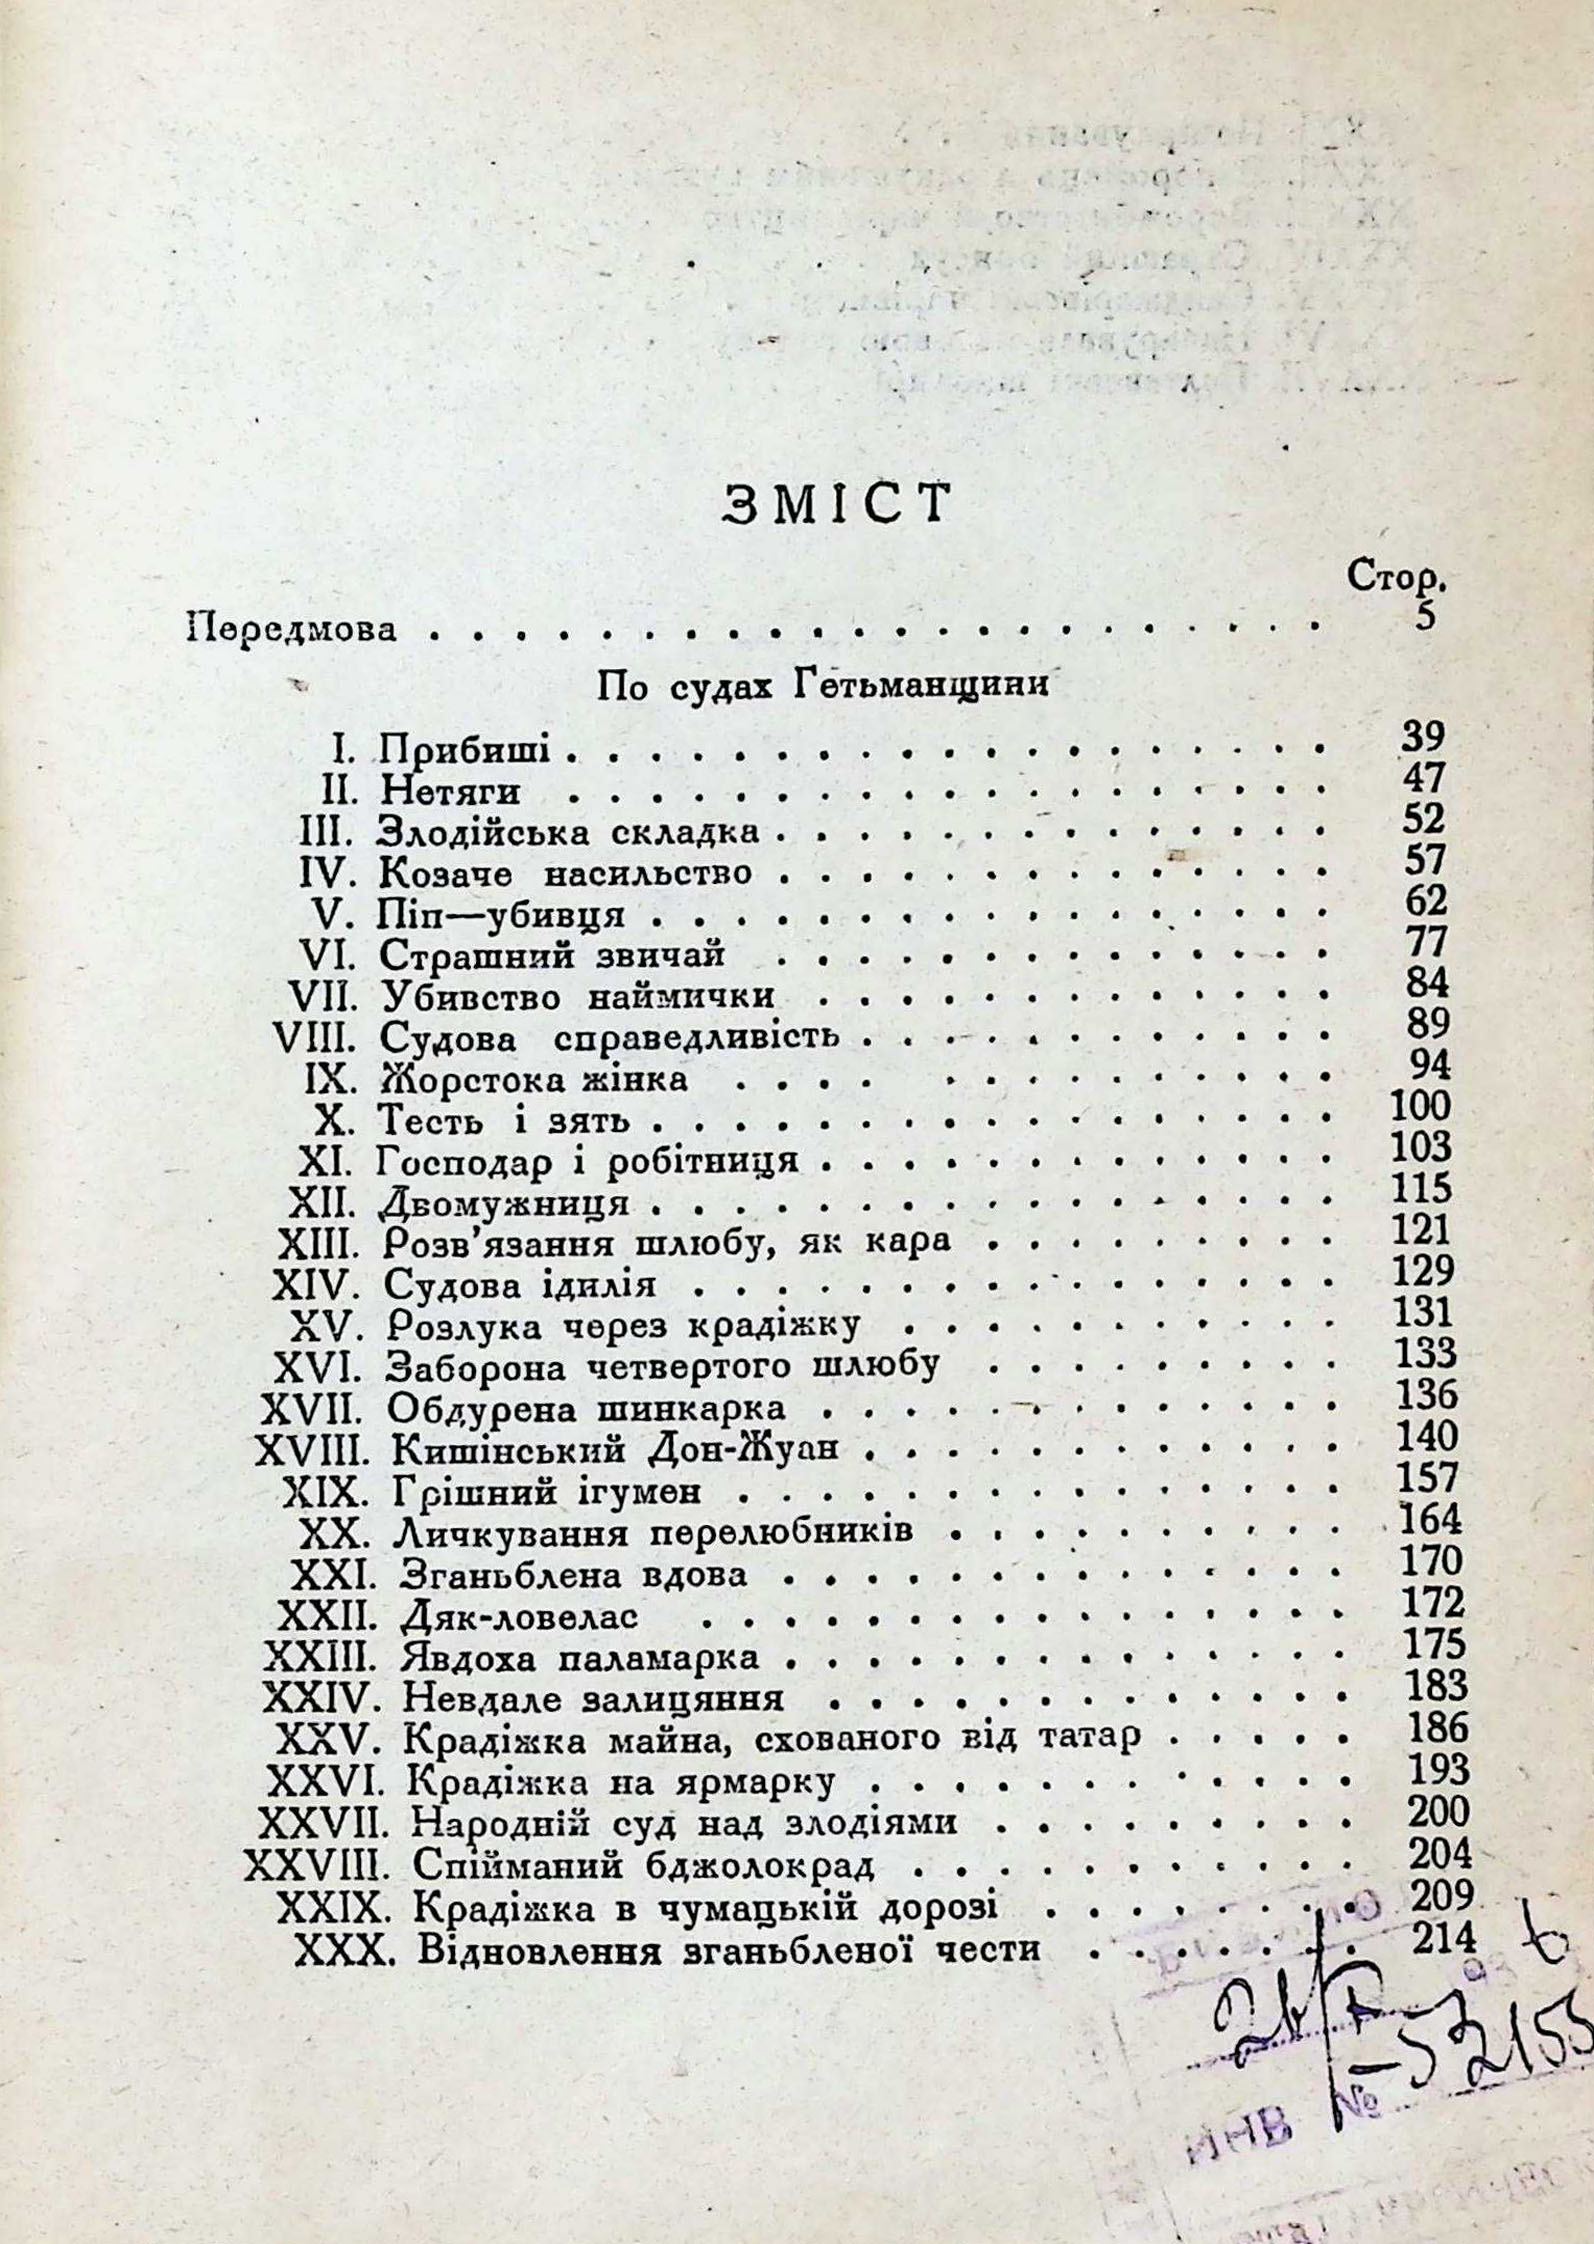 ЗМІСТ
Стор.
Передмова . . . . . . . . . . . . . . . . . . . . . . 5
По судах Гетьманщини
I. Прибиші . . . . . . . . . . . . . . . . . . 39
II. Нетяги . . . . . . . . . . . . . . . . . . 47
III. Злодійська складка . . . . . . . . . . . . . . 52
IV. Козаче насильство . . . . . . . . . . . . . . 57
V. Піп—убивця . . . . . . . . . . . . . . . . . 62
VI. Страшний звичай . . . . . . . . . . . . . . 77
VII. Убивство наймички . . . . . . . . . . . . . 84
VIII. Судова справедливість . . . . . . . . . . . . 89
IX. Жорстока жінка . . . . . . . . . . . . . . 94
X. Тесть і зять . . . . . . . . . . . . . . . . . 100
XI. Господар і робітниця . . . . . . . . . . . . . 103
XII. Двомужниця . . . . . . . . . . . . . . . . . 115
XIII. Розв'язання шлюбу, як кара . . . . . . . . . 121
XIV. Судова ідилія . . . . . . . . . . . . . . . . 129
XV. Розлука через крадіжку . . . . . . . . . . . 131
XVI. Заборона четвертого шлюбу . . . . . . . . . 133
XVII. Обдурена шинкарка . . . . . . . . . . . . . 136
XVIII. Кишінський Дон-Жуан . . . . . . . . . . . . 140
XIX. Грішний ігумен . . . . . . . . . . . . . . . 157
XX. Личкування перелюбників . . . . . . . . . . 164
XXI. Зганьблена вдова . . . . . . . . . . . . . . 170
XXII. Дяк-ловелас . . . . . . . . . . . . . . . . 172
XXIII. Явдоха паламарка . . . . . . . . . . . . . . 175
XXIV. Невдале залицяння . . . . . . . . . . . . . 183
XXV. Крадіжка майна, схованого від татар . . . . . 186
XXVI. Крадіжка на ярмарку . . . . . . . . . . . . 193
XXVII. Народній суд над злодіями . . . . . . . . . 200
XXVIII. Спійманий бджолокрад . . . . . . . . . . . 204
XXIX. Крадіжка в чумацькій дорозі . . . . . . . . 209
XXX. Відновлення зганьбленої чести . . . . . . . 214
ИНВ №